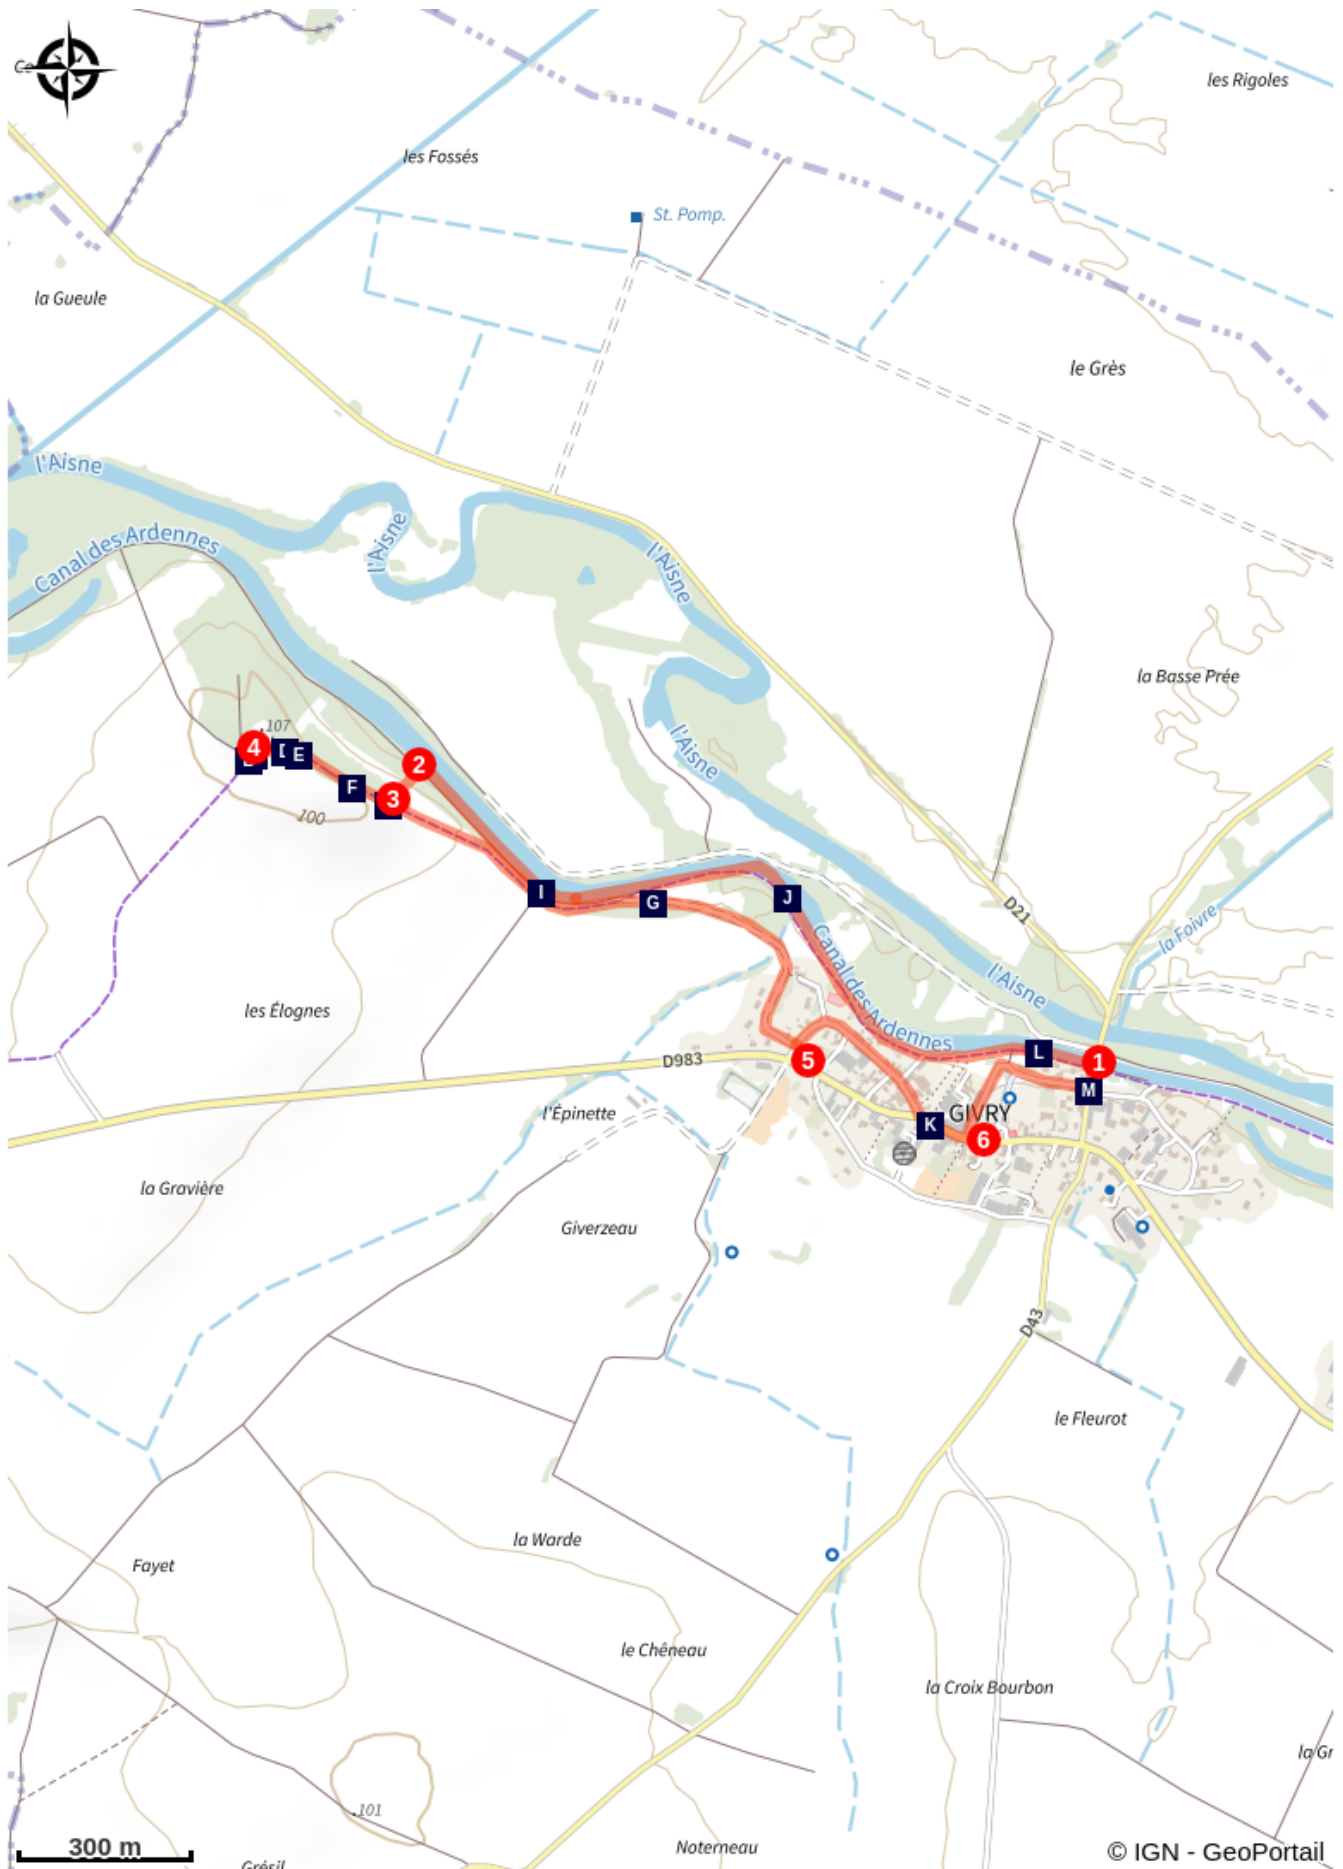 les Rigoles
les Fossés
St. Pomp.
la Gueule
le Grès
l'Aisne
Canal des Ardennes
l'Aisne
l'Aisne
la Basse Prée
107
4
E
2
l'Aisne
F
3
100
I
G
J
D21
la Foivre
Canal des Ardennes
l'Aisne
les Élognes
D983
5
L
1
M
l'Épinette
GIVRY
K
6
la Gravière
Giverzeau
D43
le Fleurot
la Warde
Fayet
le Chêneau
la Croix Bourbon
101
300 m
Noterneau
© IGN - GeoPortail